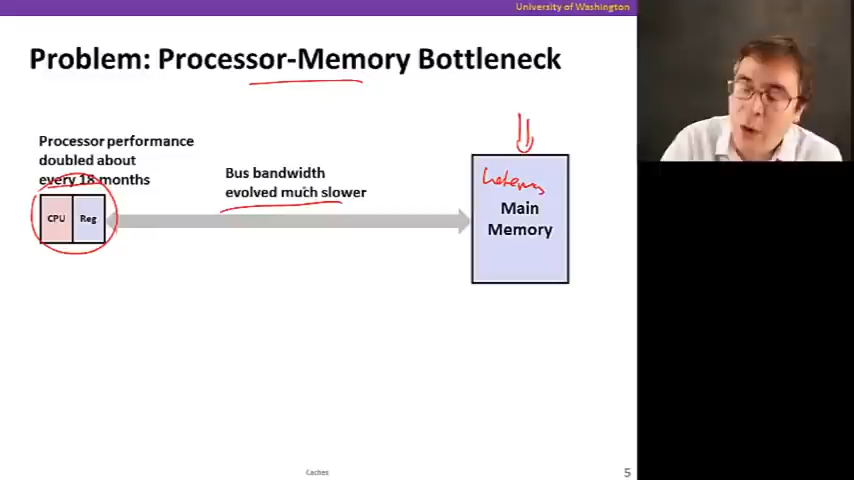 University of Washington
Problem: Processor-Memory Bottleneck
Processor performance
doubled about
every 18 months
Bus bandwidth
evolved much slower
CPU
Reg
Main
Memory
Caches
5